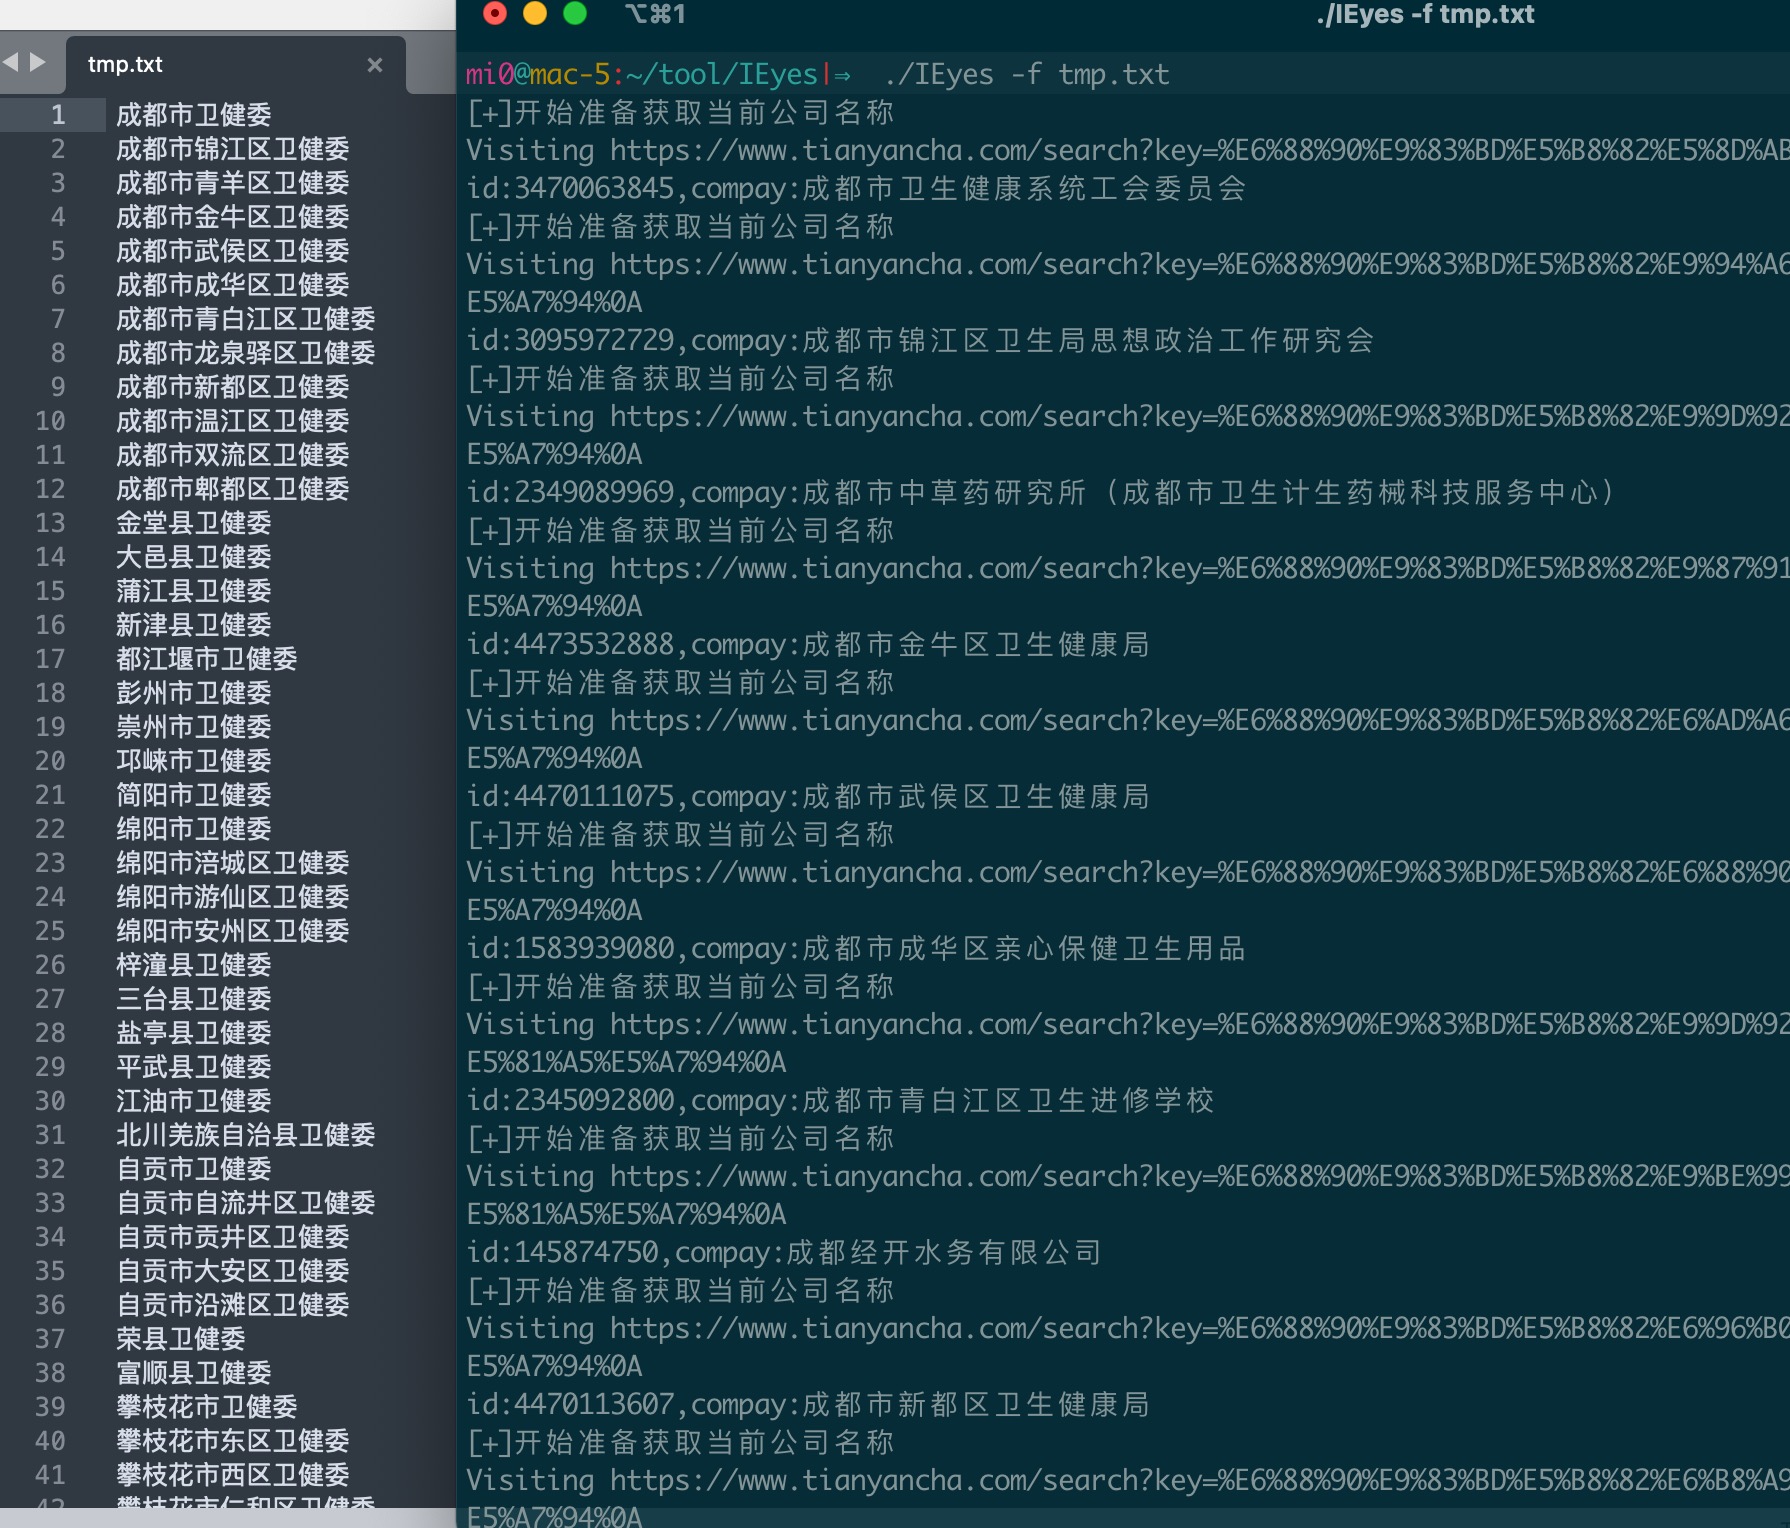 tmp.txt ×
1 成都市卫健委
2 成都市锦江区卫健委
3 成都市青羊区卫健委
4 成都市金牛区卫健委
5 成都市武侯区卫健委
6 成都市成华区卫健委
7 成都市青白江区卫健委
8 成都市龙泉驿区卫健委
9 成都市新都区卫健委
10 成都市温江区卫健委
11 成都市双流区卫健委
12 成都市郫都区卫健委
13 金堂县卫健委
14 大邑县卫健委
15 蒲江县卫健委
16 新津县卫健委
17 都江堰市卫健委
18 彭州市卫健委
19 崇州市卫健委
20 邛崃市卫健委
21 简阳市卫健委
22 绵阳市卫健委
23 绵阳市涪城区卫健委
24 绵阳市游仙区卫健委
25 绵阳市安州区卫健委
26 梓潼县卫健委
27 三台县卫健委
28 盐亭县卫健委
29 平武县卫健委
30 江油市卫健委
31 北川羌族自治县卫健委
32 自贡市卫健委
33 自贡市自流井区卫健委
34 自贡市贡井区卫健委
35 自贡市大安区卫健委
36 自贡市沿滩区卫健委
37 荣县卫健委
38 富顺县卫健委
39 攀枝花市卫健委
40 攀枝花市东区卫健委
41 攀枝花市西区卫健委
42 攀枝花市仁和区卫健委
⌥⌘1 ./IEyes -f tmp.txt
mi0@mac-5:~/tool/IEyes|⇒ ./IEyes -f tmp.txt
[+]开始准备获取当前公司名称
Visiting https://www.tianyancha.com/search?key=%E6%88%90%E9%83%BD%E5%B8%82%E5%8D%AB
id:3470063845,compay:成都市卫生健康系统工会委员会
[+]开始准备获取当前公司名称
Visiting https://www.tianyancha.com/search?key=%E6%88%90%E9%83%BD%E5%B8%82%E9%94%A6
E5%A7%94%0A
id:3095972729,compay:成都市锦江区卫生局思想政治工作研究会
[+]开始准备获取当前公司名称
Visiting https://www.tianyancha.com/search?key=%E6%88%90%E9%83%BD%E5%B8%82%E9%9D%92
E5%A7%94%0A
id:2349089969,compay:成都市中草药研究所（成都市卫生计生药械科技服务中心）
[+]开始准备获取当前公司名称
Visiting https://www.tianyancha.com/search?key=%E6%88%90%E9%83%BD%E5%B8%82%E9%87%91
E5%A7%94%0A
id:4473532888,compay:成都市金牛区卫生健康局
[+]开始准备获取当前公司名称
Visiting https://www.tianyancha.com/search?key=%E6%88%90%E9%83%BD%E5%B8%82%E6%AD%A6
E5%A7%94%0A
id:4470111075,compay:成都市武侯区卫生健康局
[+]开始准备获取当前公司名称
Visiting https://www.tianyancha.com/search?key=%E6%88%90%E9%83%BD%E5%B8%82%E6%88%90
E5%A7%94%0A
id:1583939080,compay:成都市成华区亲心保健卫生用品
[+]开始准备获取当前公司名称
Visiting https://www.tianyancha.com/search?key=%E6%88%90%E9%83%BD%E5%B8%82%E9%9D%92
E5%81%A5%E5%A7%94%0A
id:2345092800,compay:成都市青白江区卫生进修学校
[+]开始准备获取当前公司名称
Visiting https://www.tianyancha.com/search?key=%E6%88%90%E9%83%BD%E5%B8%82%E9%BE%99
E5%81%A5%E5%A7%94%0A
id:145874750,compay:成都经开水务有限公司
[+]开始准备获取当前公司名称
Visiting https://www.tianyancha.com/search?key=%E6%88%90%E9%83%BD%E5%B8%82%E6%96%B0
E5%A7%94%0A
id:4470113607,compay:成都市新都区卫生健康局
[+]开始准备获取当前公司名称
Visiting https://www.tianyancha.com/search?key=%E6%88%90%E9%83%BD%E5%B8%82%E6%B8%A9
E5%A7%94%0A